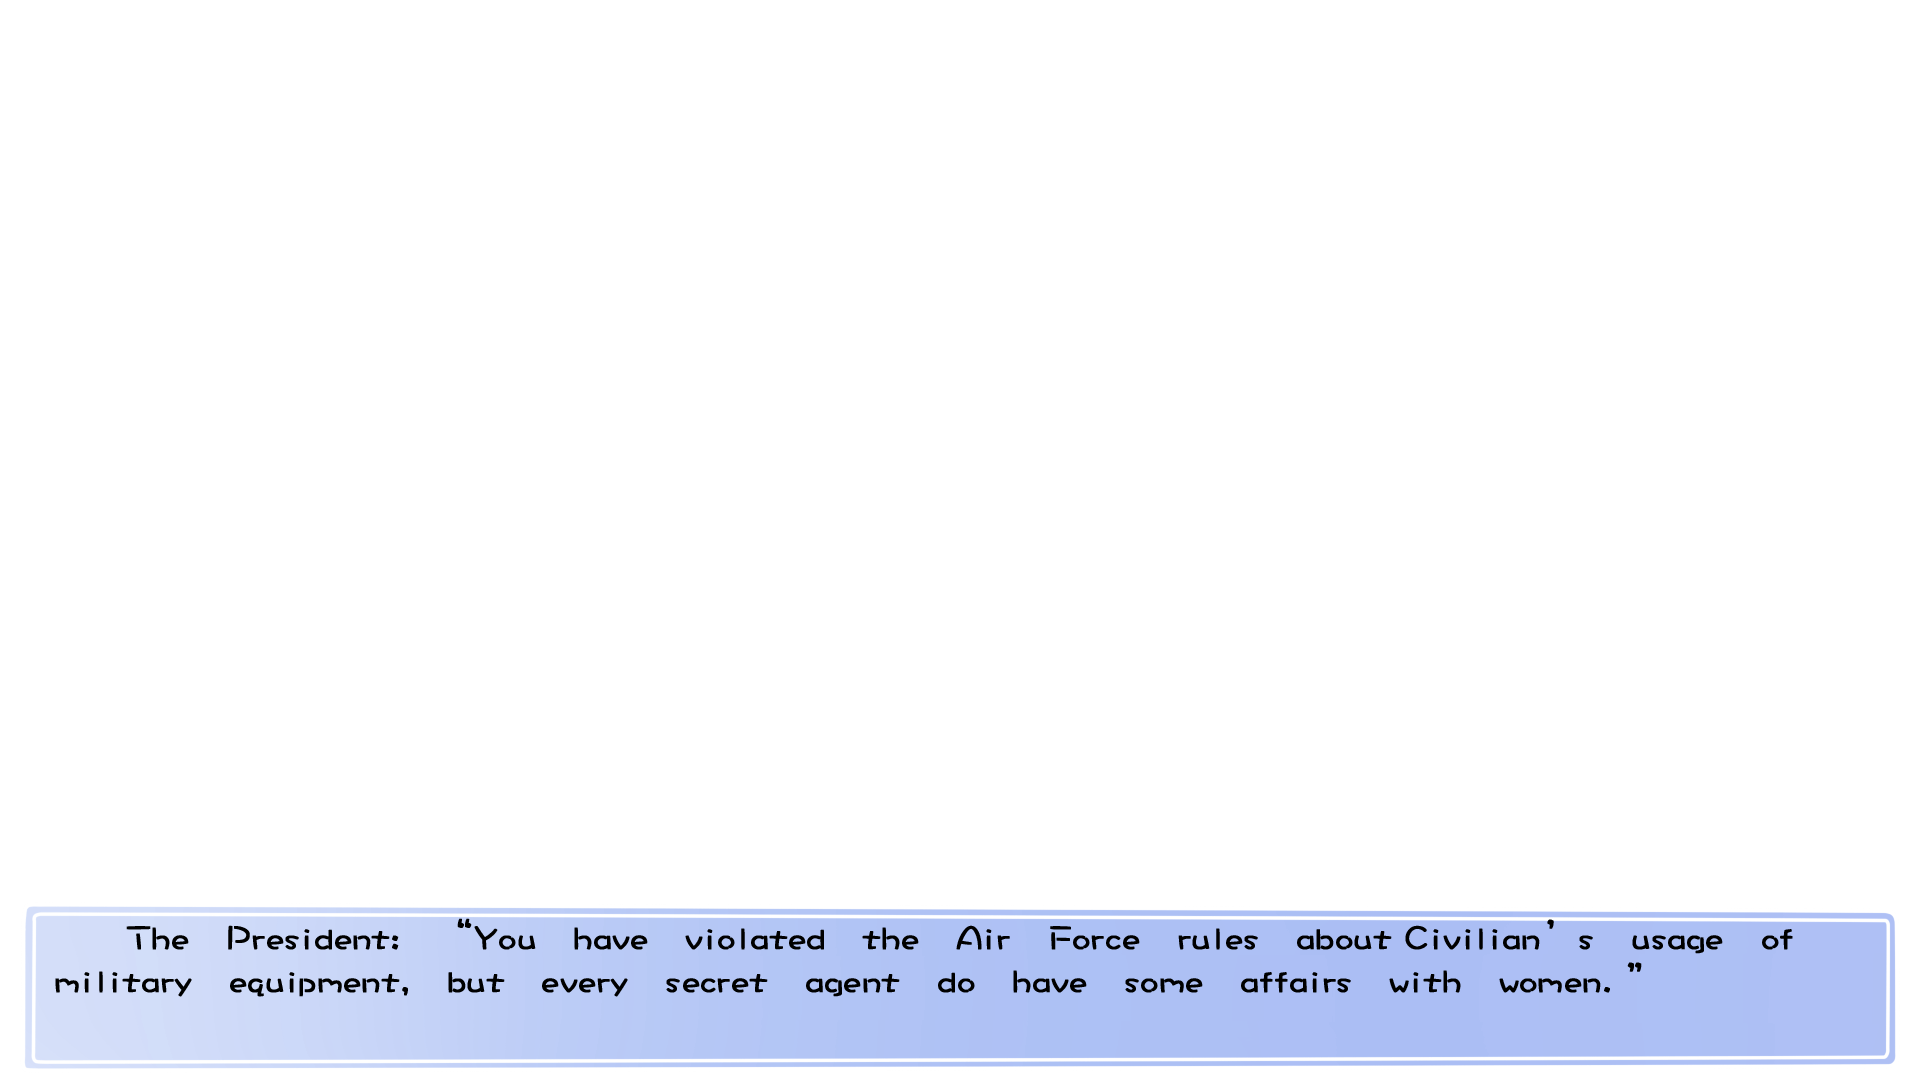 The President: “You have violated the Air Force rules about Civilian’s usage of
military equipment, but every secret agent do have some affairs with women.”